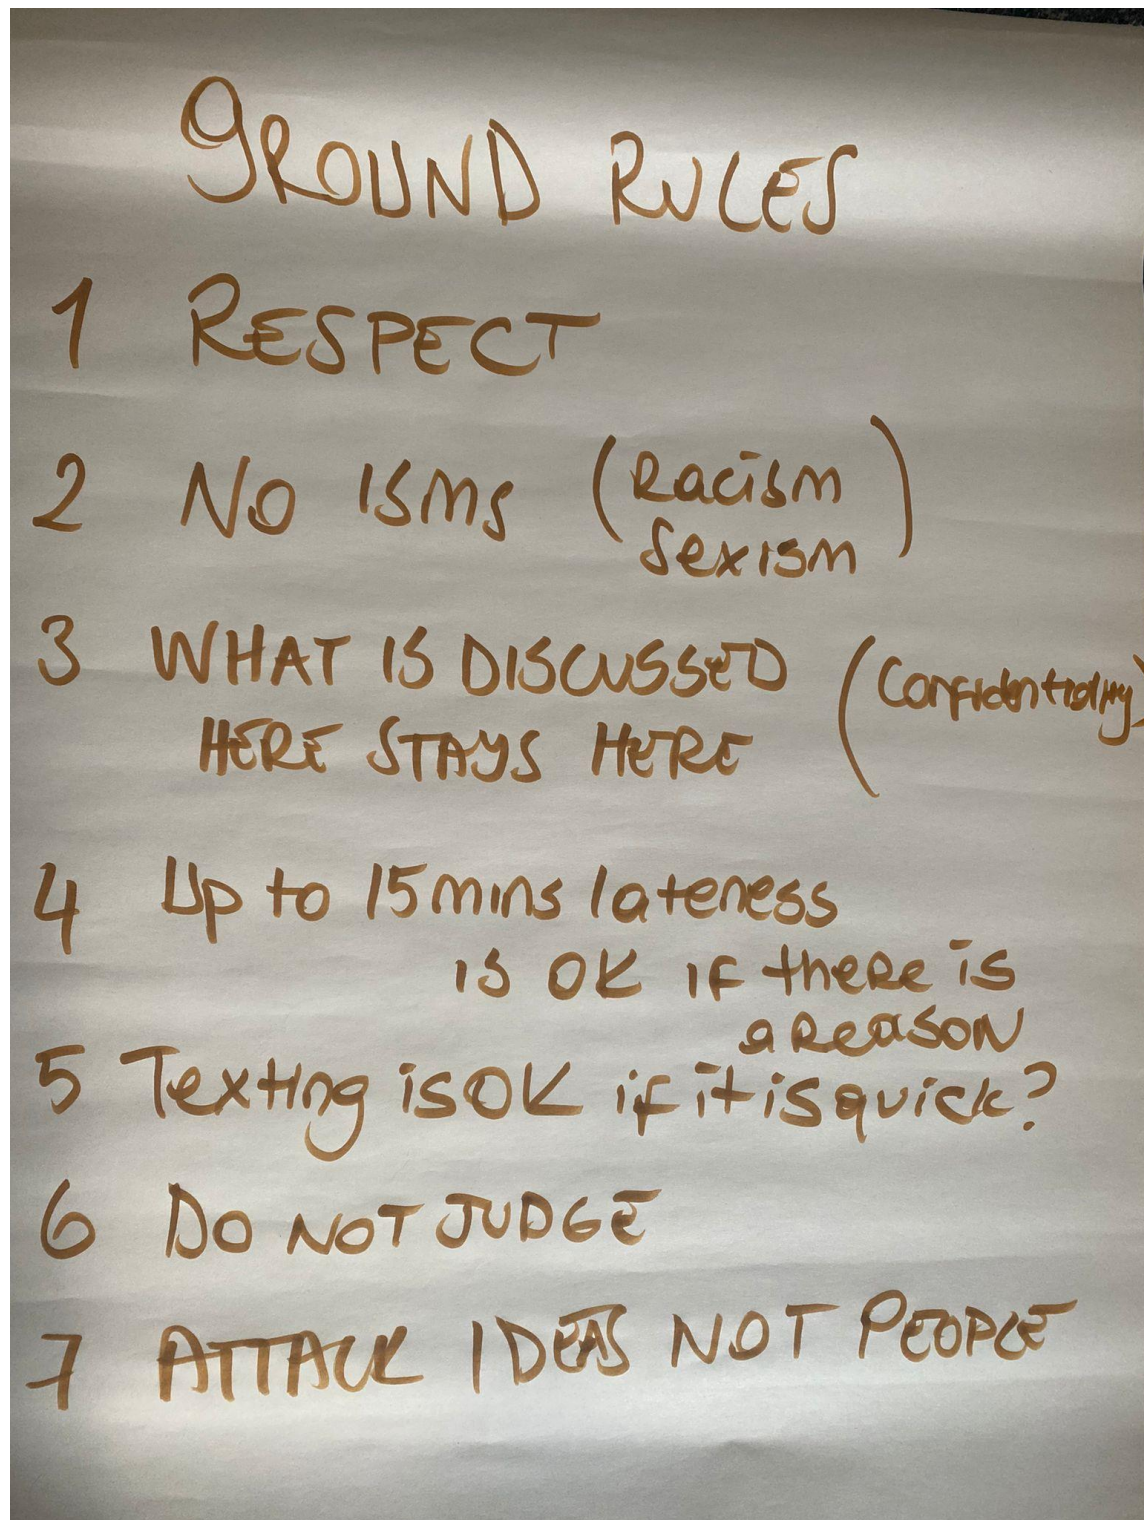 GROUND RULES
1 RESPECT
2 NO ISMS (Racism
Sexism)
3 WHAT IS DISCUSSED (Confidentiality)
HERE STAYS HERE
4 Up to 15 mins lateness
is OK if there is
a REASON
5 Texting is OK if it is quick?
6 DO NOT JUDGE
7 ATTACK IDEAS NOT PEOPLE